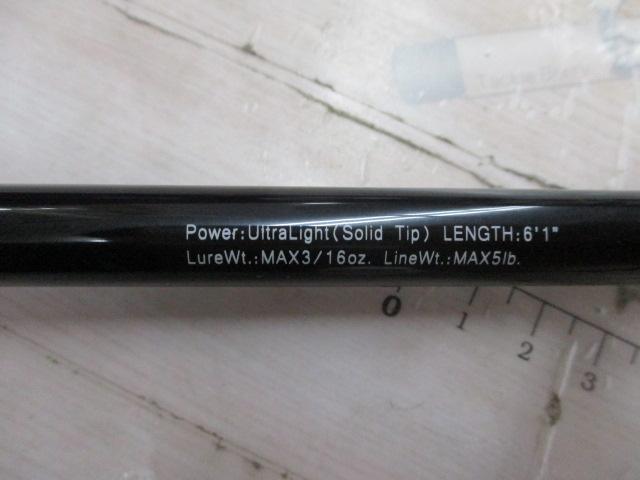 Power:UltraLight(Solid Tip) LENGTH:6'1"
LureWt.:MAX3/16oz. LineWt.:MAX5lb.
0 1 2 3